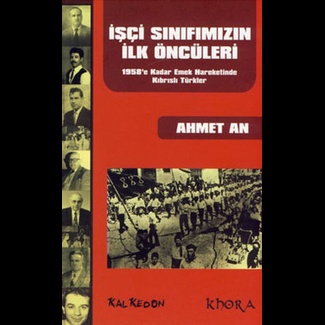 İŞÇİ SINIFIMIZIN
İLK ÖNCÜLERİ
1958'e Kadar Emek Hareketinde
Kıbrıslı Türkler
AHMET AN
KALKEDON
KHORA